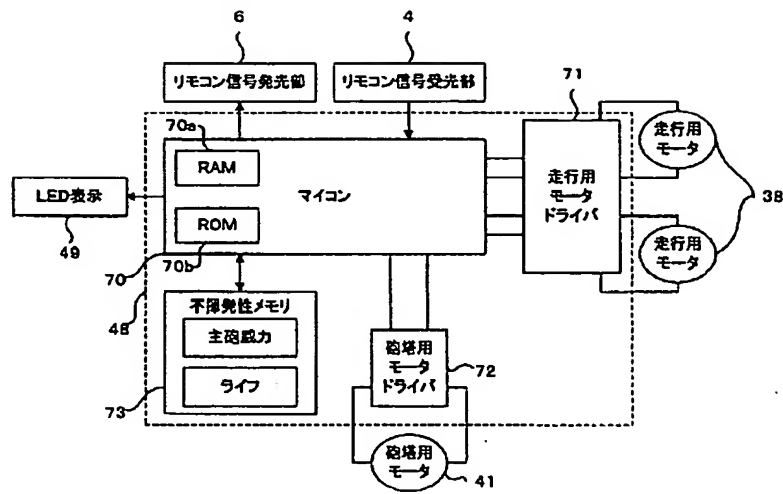 6
4
リモコン信号発光部
リモコン信号受光部
71
70a
RAM
マイコン
走行用
モータ
ドライバ
走行用
モータ
38
LED表示
49
ROM
70b
走行用
モータ
70
48
不揮発性メモリ
主砲威力
ライフ
73
砲塔用
モータ
ドライバ
72
砲塔用
モータ
41